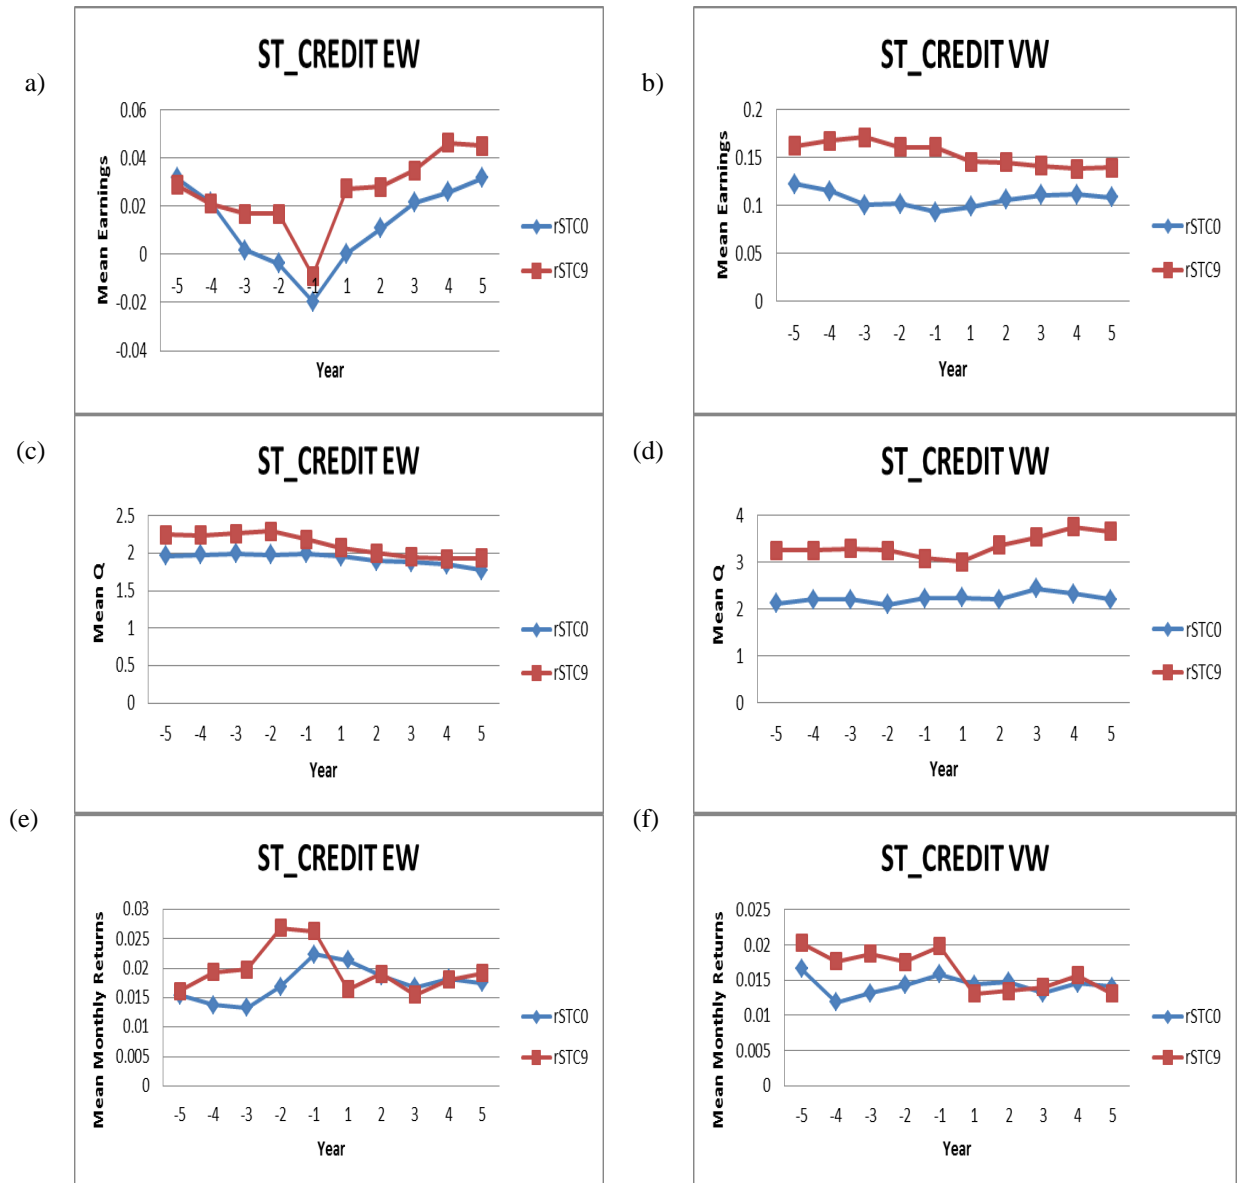 a)
ST_CREDIT EW
Mean Earnings
0.06
0.04
0.02
0
-0.02
-0.04
-5 -4 -3 -2 -1 1 2 3 4 5
Year
rSTC0
rSTC9
b)
ST_CREDIT VW
Mean Earnings
0.2
0.15
0.1
0.05
0
-5 -4 -3 -2 -1 1 2 3 4 5
Year
rSTC0
rSTC9
(c)
ST_CREDIT EW
Mean Q
2.5
2
1.5
1
0.5
0
-5 -4 -3 -2 -1 1 2 3 4 5
Year
rSTC0
rSTC9
(d)
ST_CREDIT VW
Mean Q
4
3
2
1
0
-5 -4 -3 -2 -1 1 2 3 4 5
Year
rSTC0
rSTC9
(e)
ST_CREDIT EW
Mean Monthly Returns
0.03
0.025
0.02
0.015
0.01
0.005
0
-5 -4 -3 -2 -1 1 2 3 4 5
Year
rSTC0
rSTC9
(f)
ST_CREDIT VW
Mean Monthly Returns
0.025
0.02
0.015
0.01
0.005
0
-5 -4 -3 -2 -1 1 2 3 4 5
Year
rSTC0
rSTC9